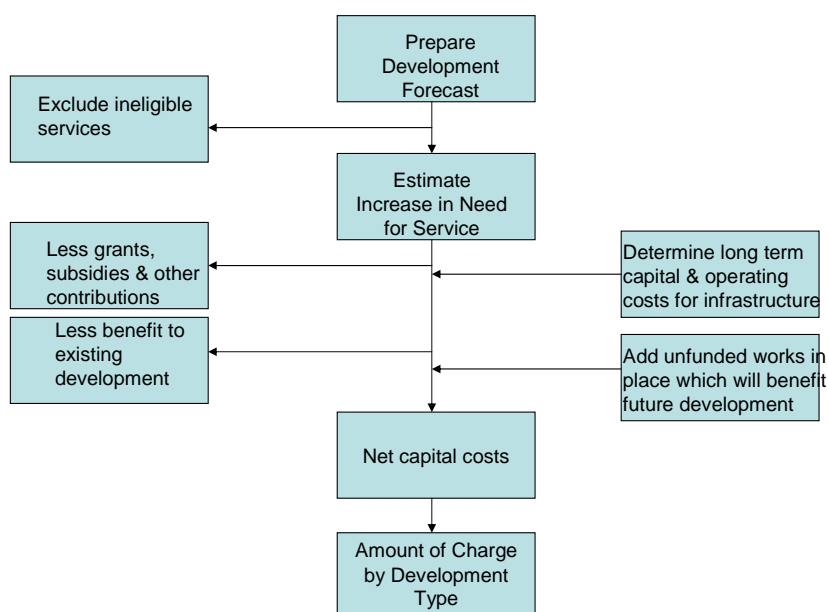 Prepare
Development
Forecast
Exclude ineligible
services
Estimate
Increase in Need
for Service
Less grants,
subsidies & other
contributions
Determine long term
capital & operating
costs for infrastructure
Less benefit to
existing
development
Add unfunded works in
place which will benefit
future development
Net capital costs
Amount of Charge
by Development
Type